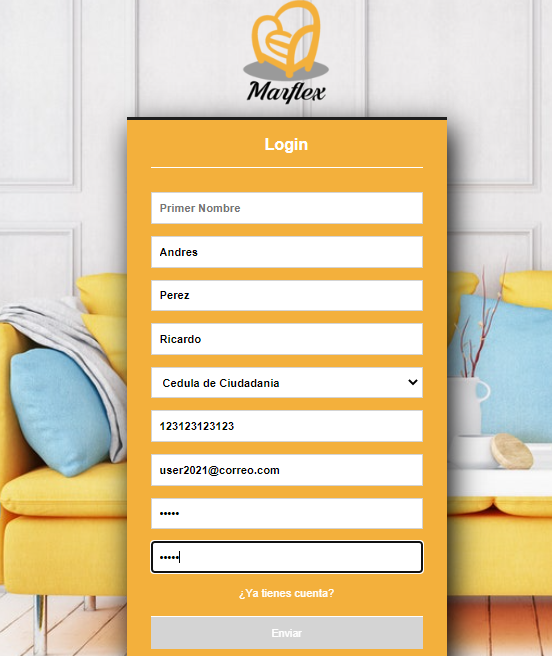 Marflex
Login
Primer Nombre
Andres
Perez
Ricardo
Cedula de Ciudadania
123123123123
user2021@correo.com
•••••
•••••
¿Ya tienes cuenta?
Enviar